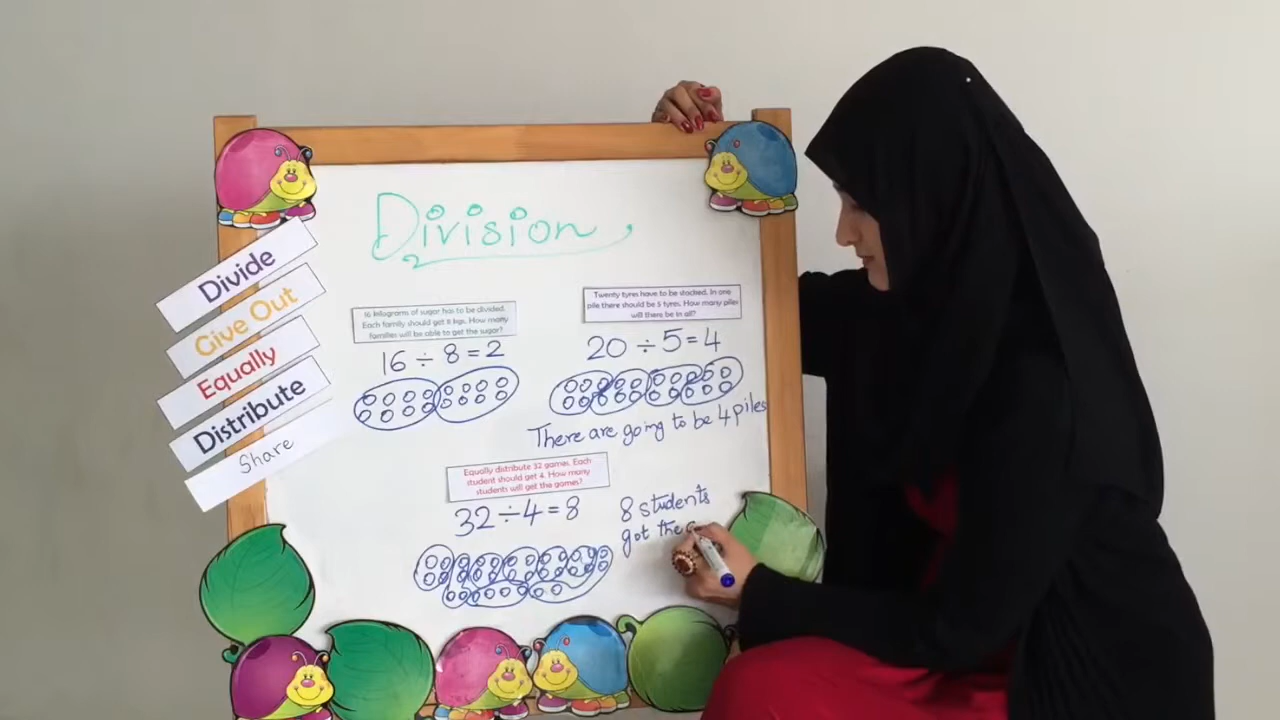 Division
Divide
Give Out
Equally
Distribute
Share
16 kilograms of sugar has to be divided.
Each family should get 8 kgs. How many
families will be able to get the sugar?
16 ÷ 8 = 2
Twenty tyres have to be stacked. In one
pile there should be 5 tyres. How many piles
will there be in all?
20 ÷ 5 = 4
There are going to be 4 piles
Equally distribute 32 games. Each
student should get 4. How many
students will get the games?
32 ÷ 4 = 8
8 students
got the